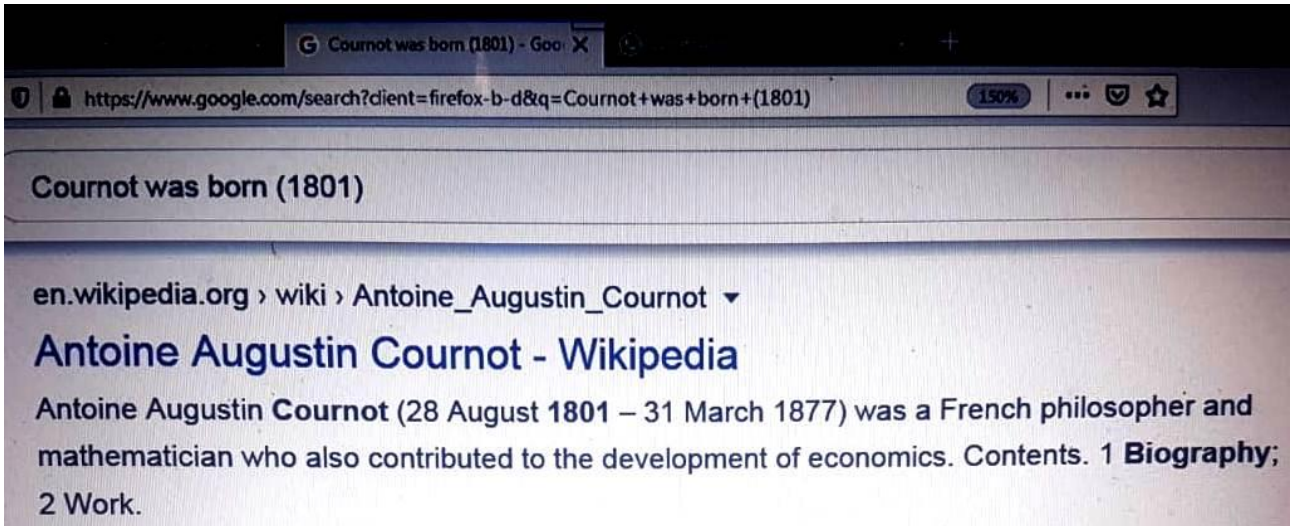 G Cournot was born (1801) - Goo
https://www.google.com/search?client=firefox-b-d&q=Cournot+was+born+(1801) 150%
Cournot was born (1801)
en.wikipedia.org › wiki › Antoine_Augustin_Cournot
Antoine Augustin Cournot - Wikipedia
Antoine Augustin Cournot (28 August 1801 – 31 March 1877) was a French philosopher and
mathematician who also contributed to the development of economics. Contents. 1 Biography;
2 Work.